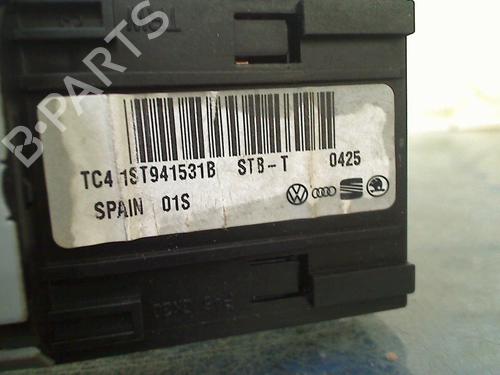 B-PARTS
TC4 1ST941531B STB-T 0425
SPAIN 01S